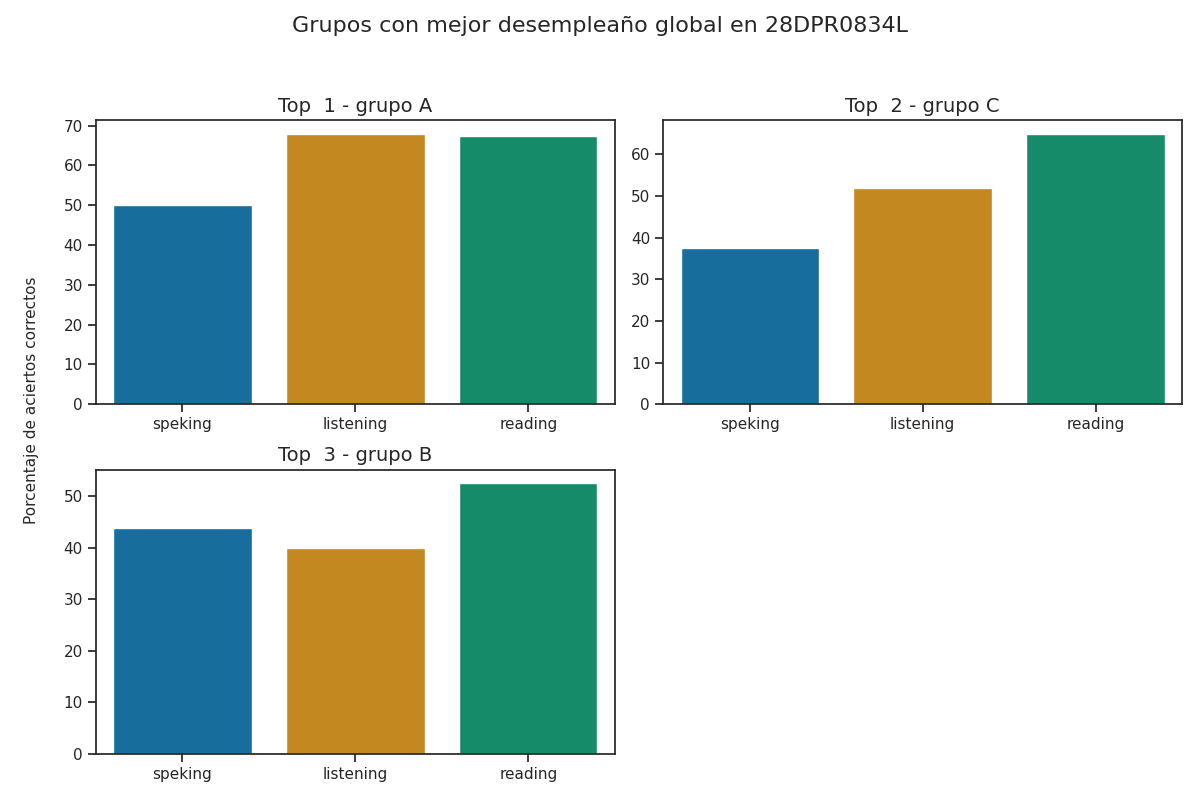 Grupos con mejor desempleaño global en 28DPR0834L
Porcentaje de aciertos correctos
Top  1 - grupo A
70
60
50
40
30
20
10
0
speking listening reading
Top  2 - grupo C
60
50
40
30
20
10
0
speking listening reading
Top  3 - grupo B
50
40
30
20
10
0
speking listening reading